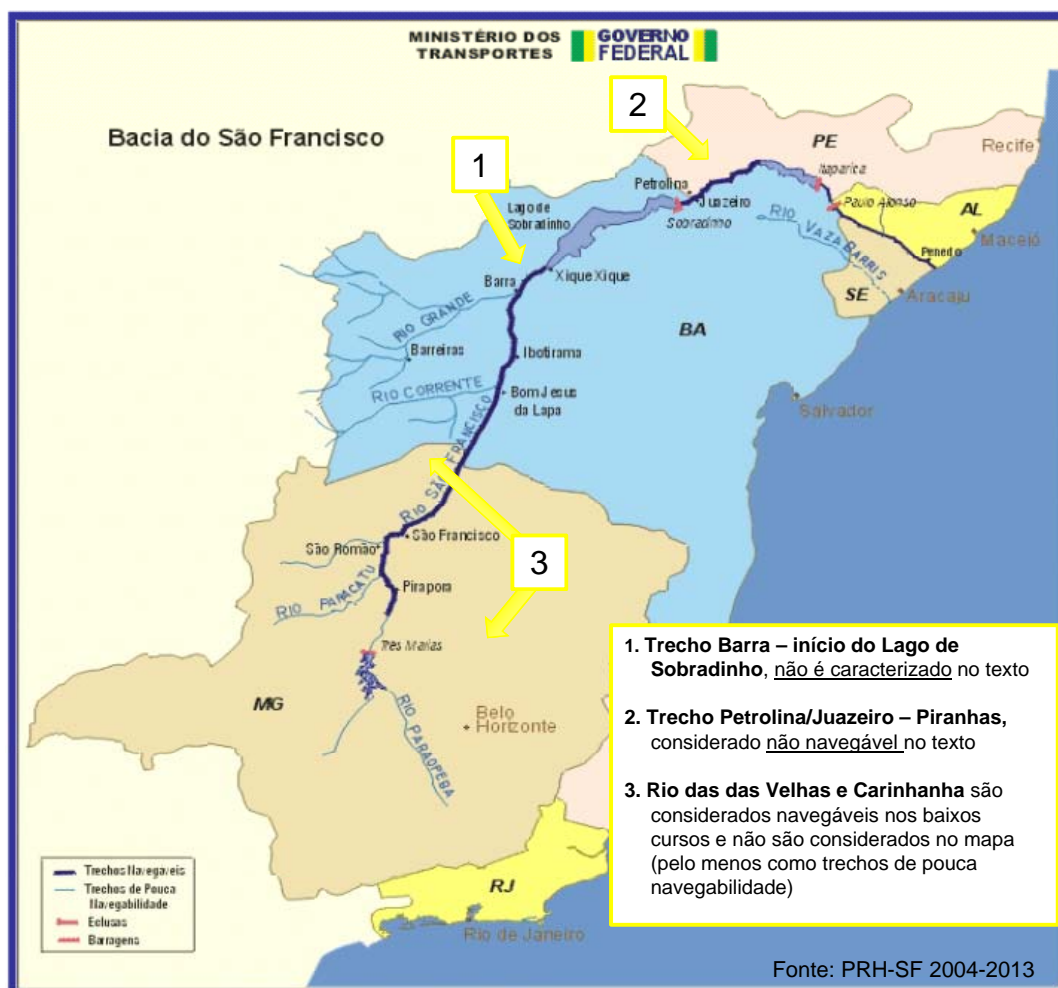 MINISTÉRIO DOS
TRANSPORTES
GOVERNO
FEDERAL
Bacia do São Francisco
1
2
PE
Recife
Itaparica
Petrolina
Juazeiro
Sobradinho
Paulo Afonso
AL
Maceió
Lago de
Sobradinho
RIO VAZA BARRIS
Penedo
SE
Aracaju
Xique Xique
Barra
RIO GRANDE
BA
Barreiras
Ibotirama
RIO CORRENTE
Bom Jesus
da Lapa
Salvador
RIO SÃO FRANCISCO
São Francisco
São Romão
3
RIO PARACATU
Pirapora
Três Marias
MG
Belo
Horizonte
RIO PARAOPEBA
1. Trecho Barra – início do Lago de
Sobradinho, não é caracterizado no texto
2. Trecho Petrolina/Juazeiro – Piranhas,
considerado não navegável no texto
3. Rio das das Velhas e Carinhanha são
considerados navegáveis nos baixos
cursos e não são considerados no mapa
(pelo menos como trechos de pouca
navegabilidade)
Trechos Navegaveis
Trechos de Pouca
Navegabilidade
Eclusas
Barragens
RJ
Rio de Janeiro
Fonte: PRH-SF 2004-2013